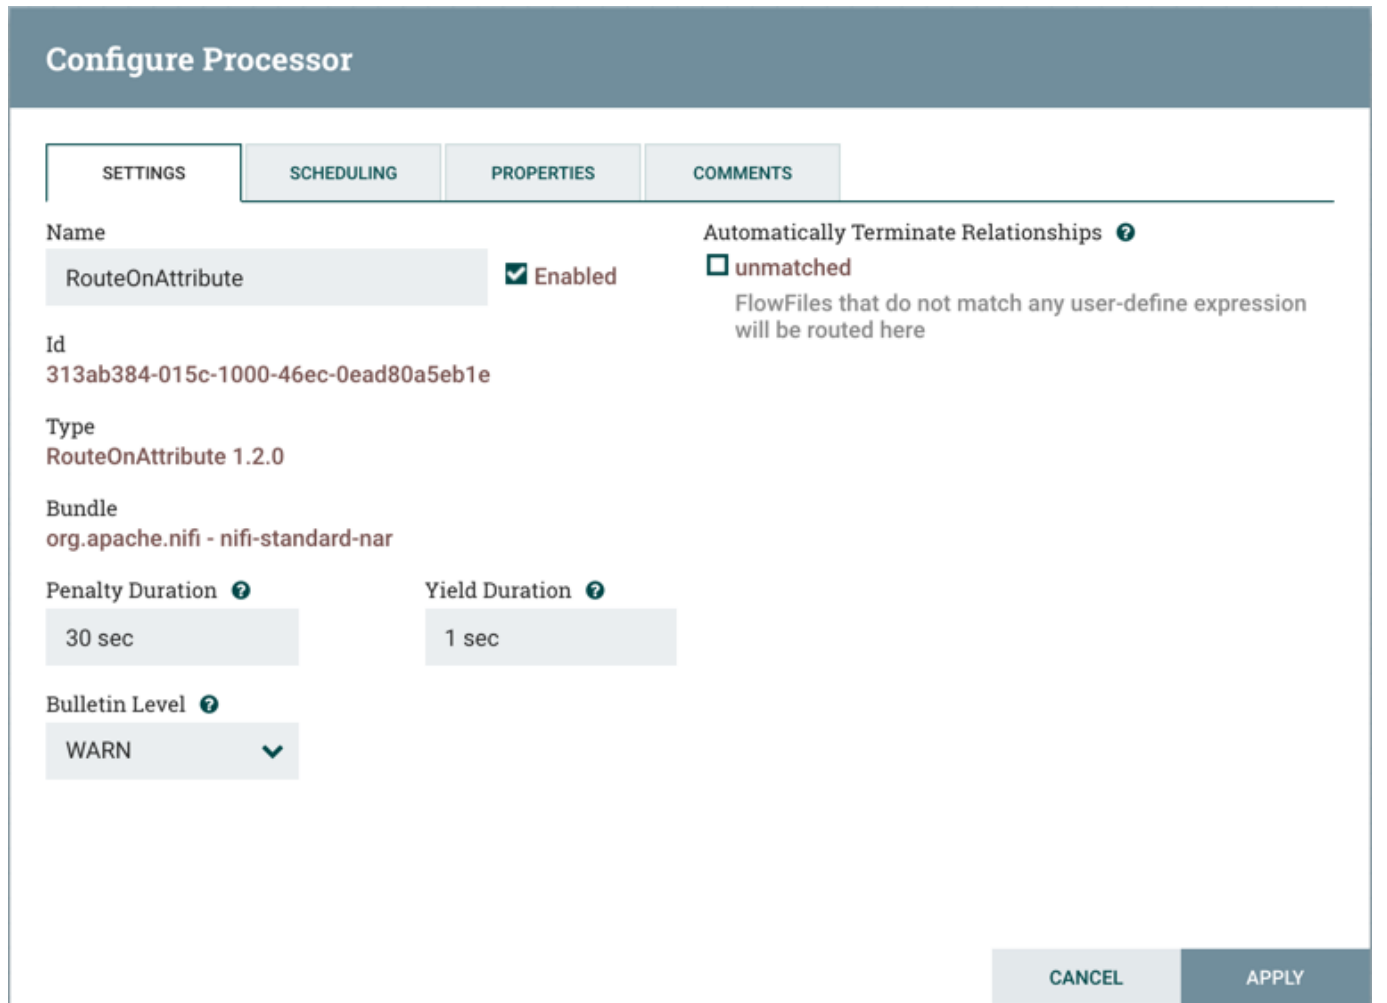 Configure Processor
SETTINGS
SCHEDULING
PROPERTIES
COMMENTS
Name
RouteOnAttribute
Enabled
Id
313ab384-015c-1000-46ec-0ead80a5eb1e
Type
RouteOnAttribute 1.2.0
Bundle
org.apache.nifi - nifi-standard-nar
Penalty Duration ?
Yield Duration ?
30 sec
1 sec
Bulletin Level ?
WARN
Automatically Terminate Relationships ?
unmatched
FlowFiles that do not match any user-define expression
will be routed here
CANCEL
APPLY